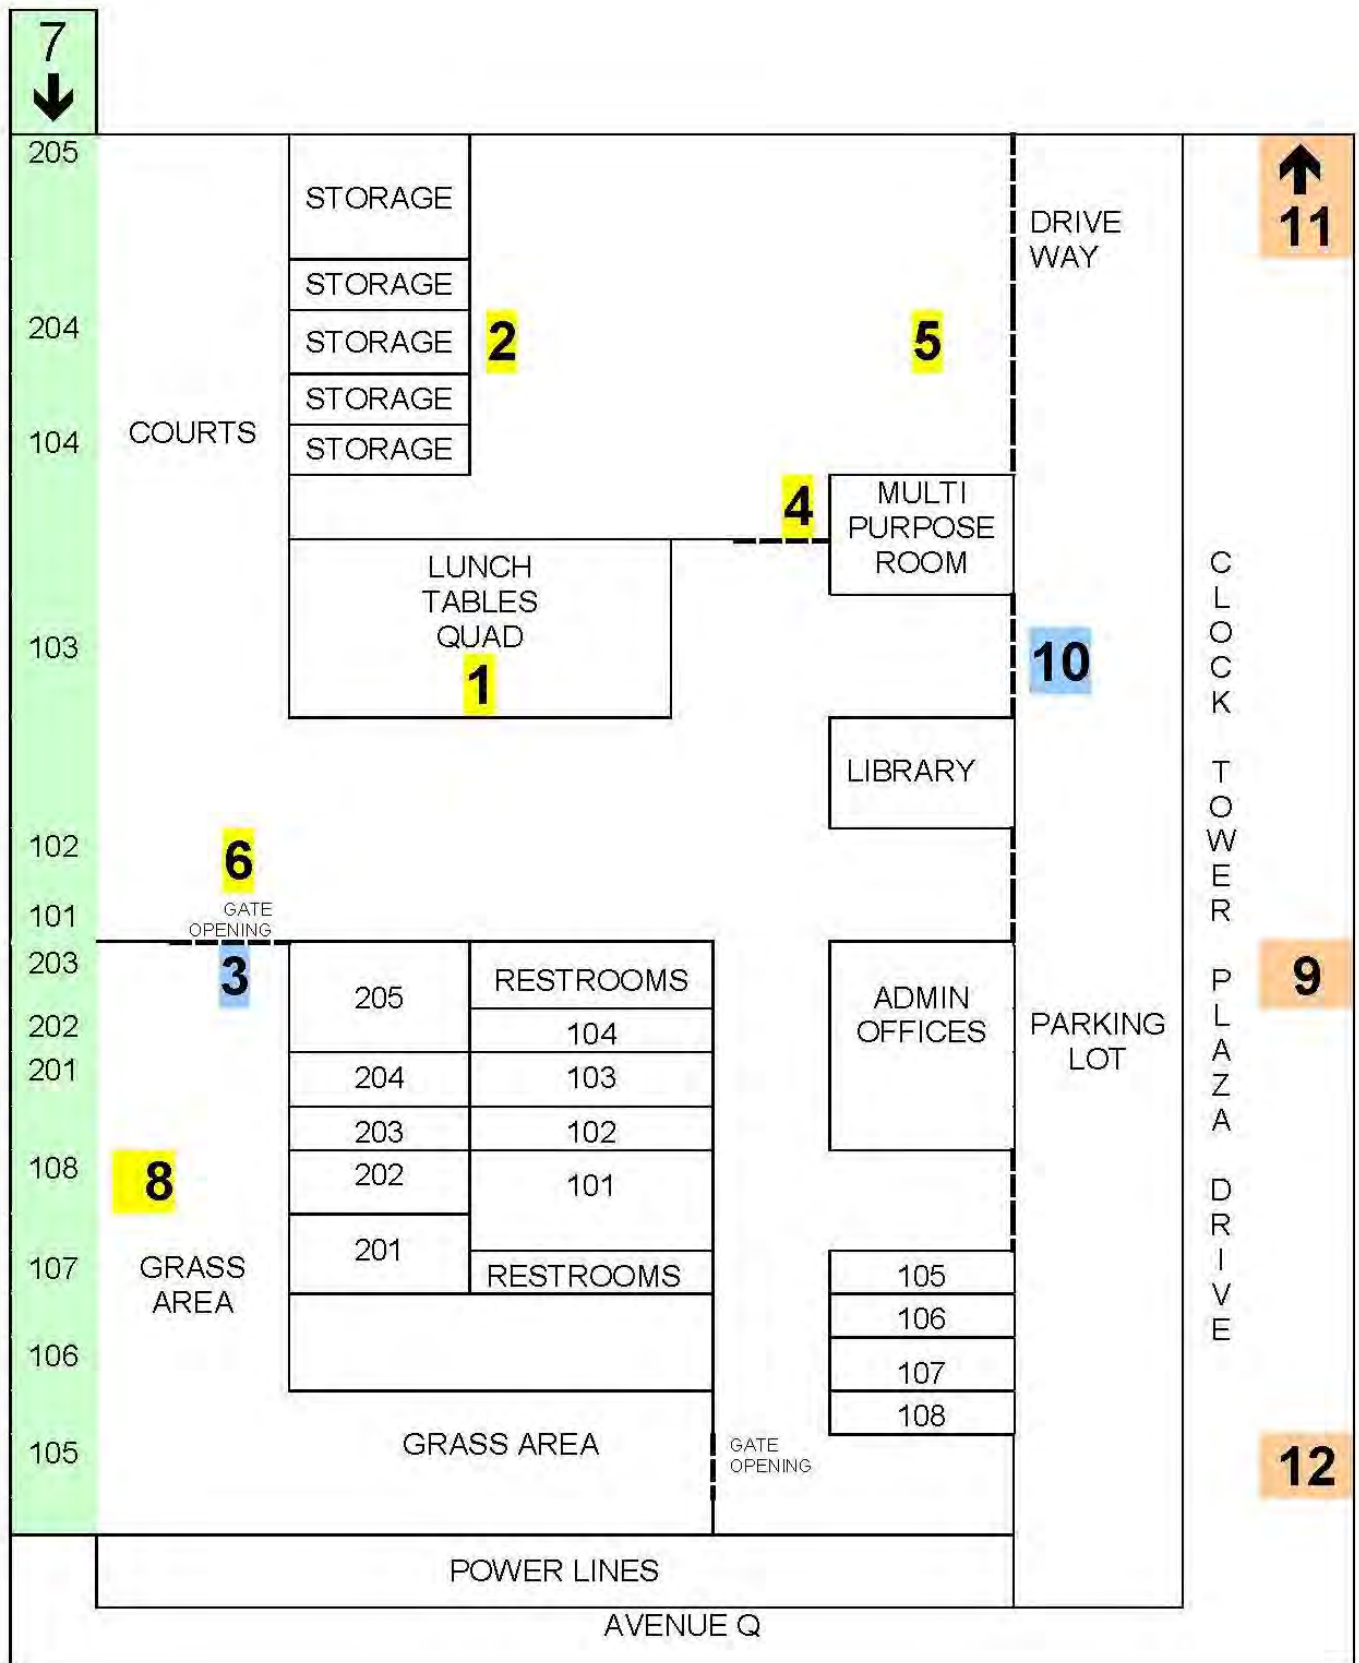 7
205
STORAGE
DRIVE
WAY
11
STORAGE
204
STORAGE
2
5
STORAGE
COURTS
104
STORAGE
4
MULTI
PURPOSE
ROOM
LUNCH
TABLES
QUAD
1
103
10
CLOCK TOWER PLAZA DRIVE
LIBRARY
102
6
101
GATE
OPENING
203
3
205
RESTROOMS
ADMIN
OFFICES
9
202
104
PARKING
LOT
201
204
103
203
102
108
8
202
101
107
GRASS
AREA
201
RESTROOMS
105
106
106
107
108
105
GRASS AREA
GATE
OPENING
12
POWER LINES
AVENUE Q